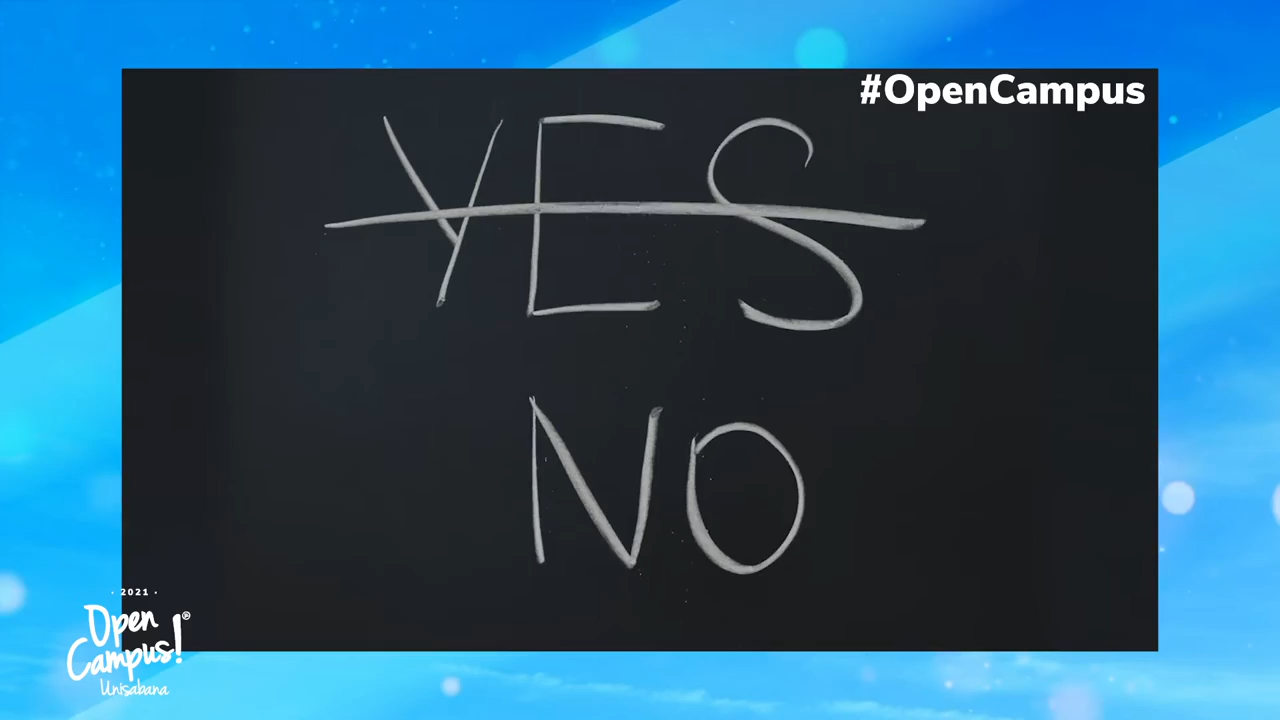 #OpenCampus
YES
NO
· 2021 ·
Open
Campus!®
Unisabana